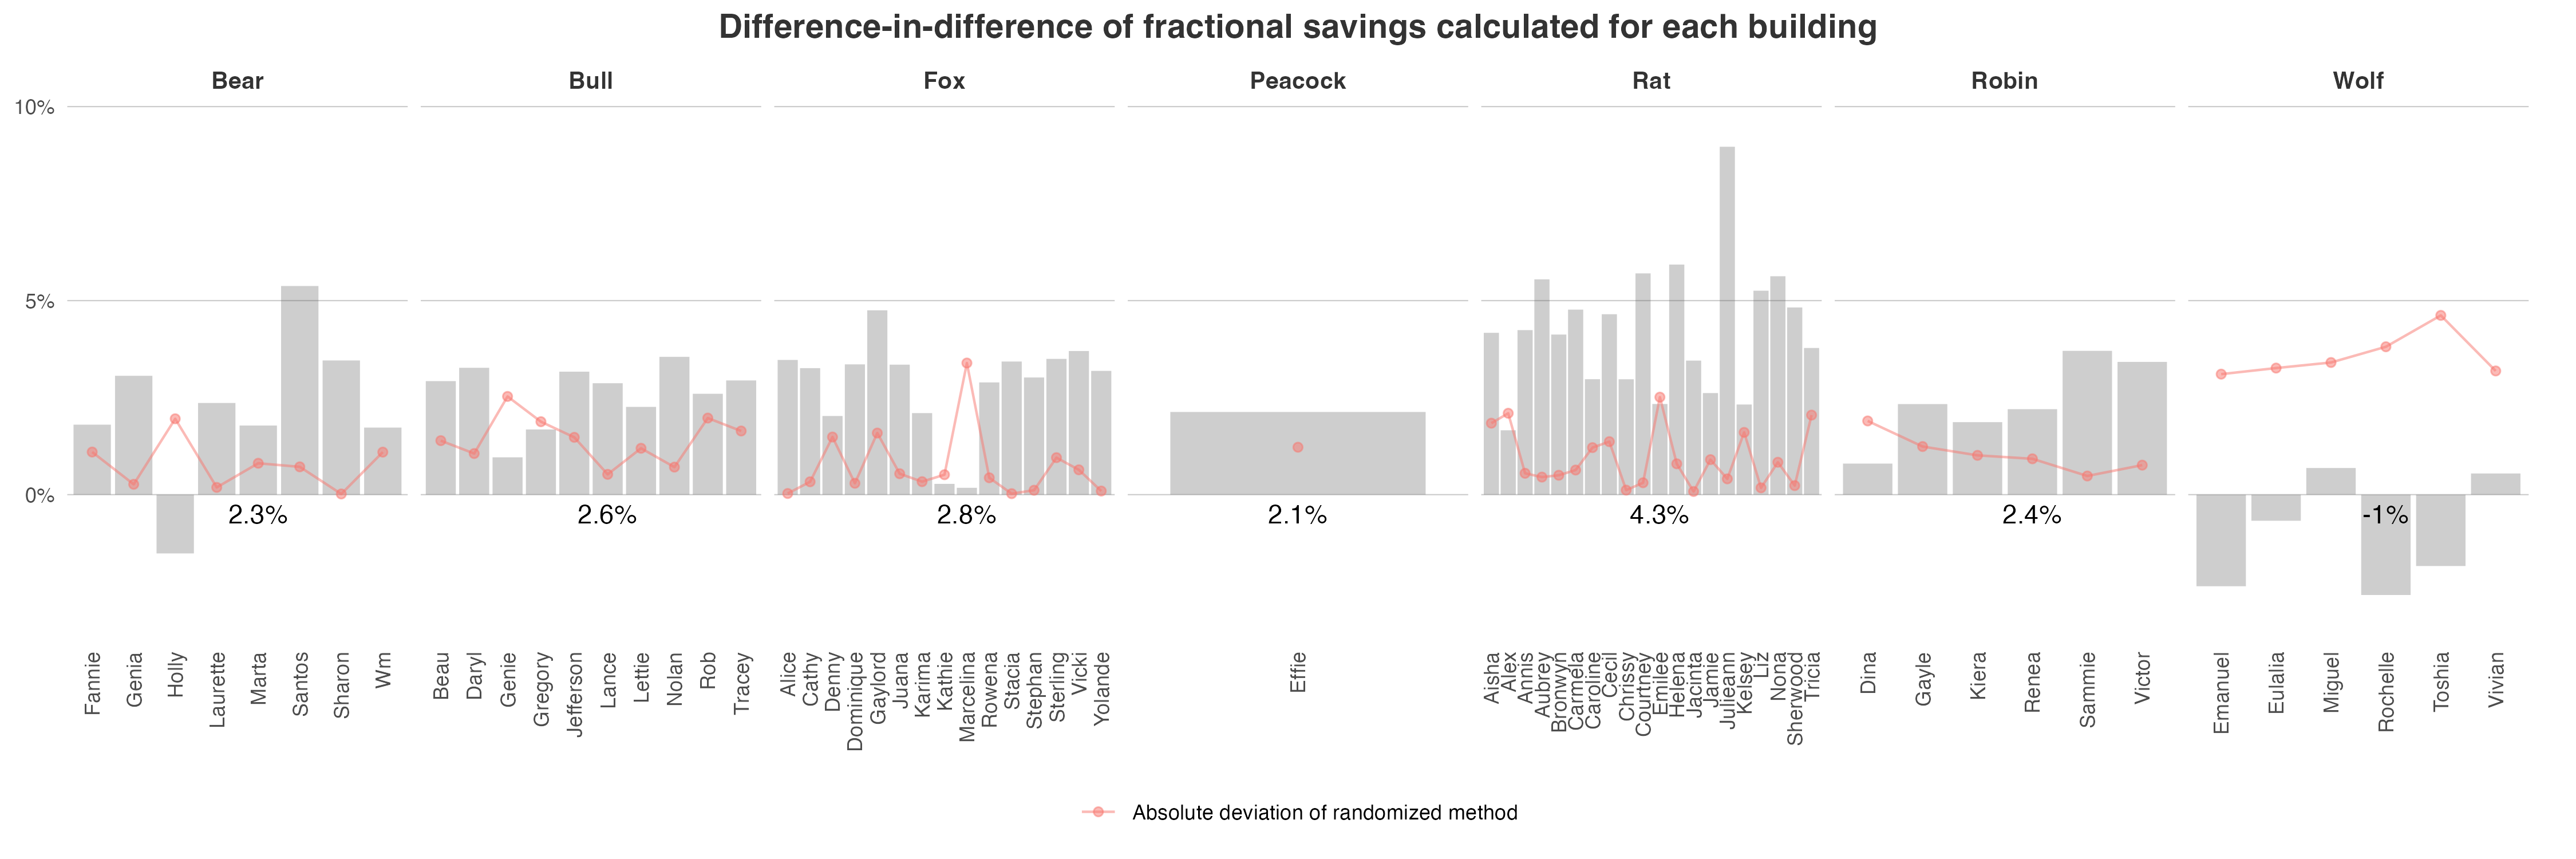 Difference-in-difference of fractional savings calculated for each building
Bear Bull Fox Peacock Rat Robin Wolf
10%
5%
0%
2.3% 2.6% 2.8% 2.1% 4.3% 2.4% -1%
Fannie
Genia
Holly
Laurette
Marta
Santos
Sharon
Wm
Beau
Daryl
Genie
Gregory
Jefferson
Lance
Lettie
Nolan
Rob
Tracey
Alice
Cathy
Denny
Dominique
Gaylord
Juana
Karima
Kathie
Marcelina
Rowena
Stacia
Stephan
Sterling
Vicki
Yolande
Effie
Aisha
Alex
Annis
Aubrey
Bronwyn
Carmela
Caroline
Cecil
Chrissy
Courtney
Emilee
Helena
Jacinta
Jamie
Julieann
Kelsey
Liz
Nona
Sherwood
Tricia
Dina
Gayle
Kiera
Renea
Sammie
Victor
Emanuel
Eulalia
Miguel
Rochelle
Toshia
Vivian
Absolute deviation of randomized method